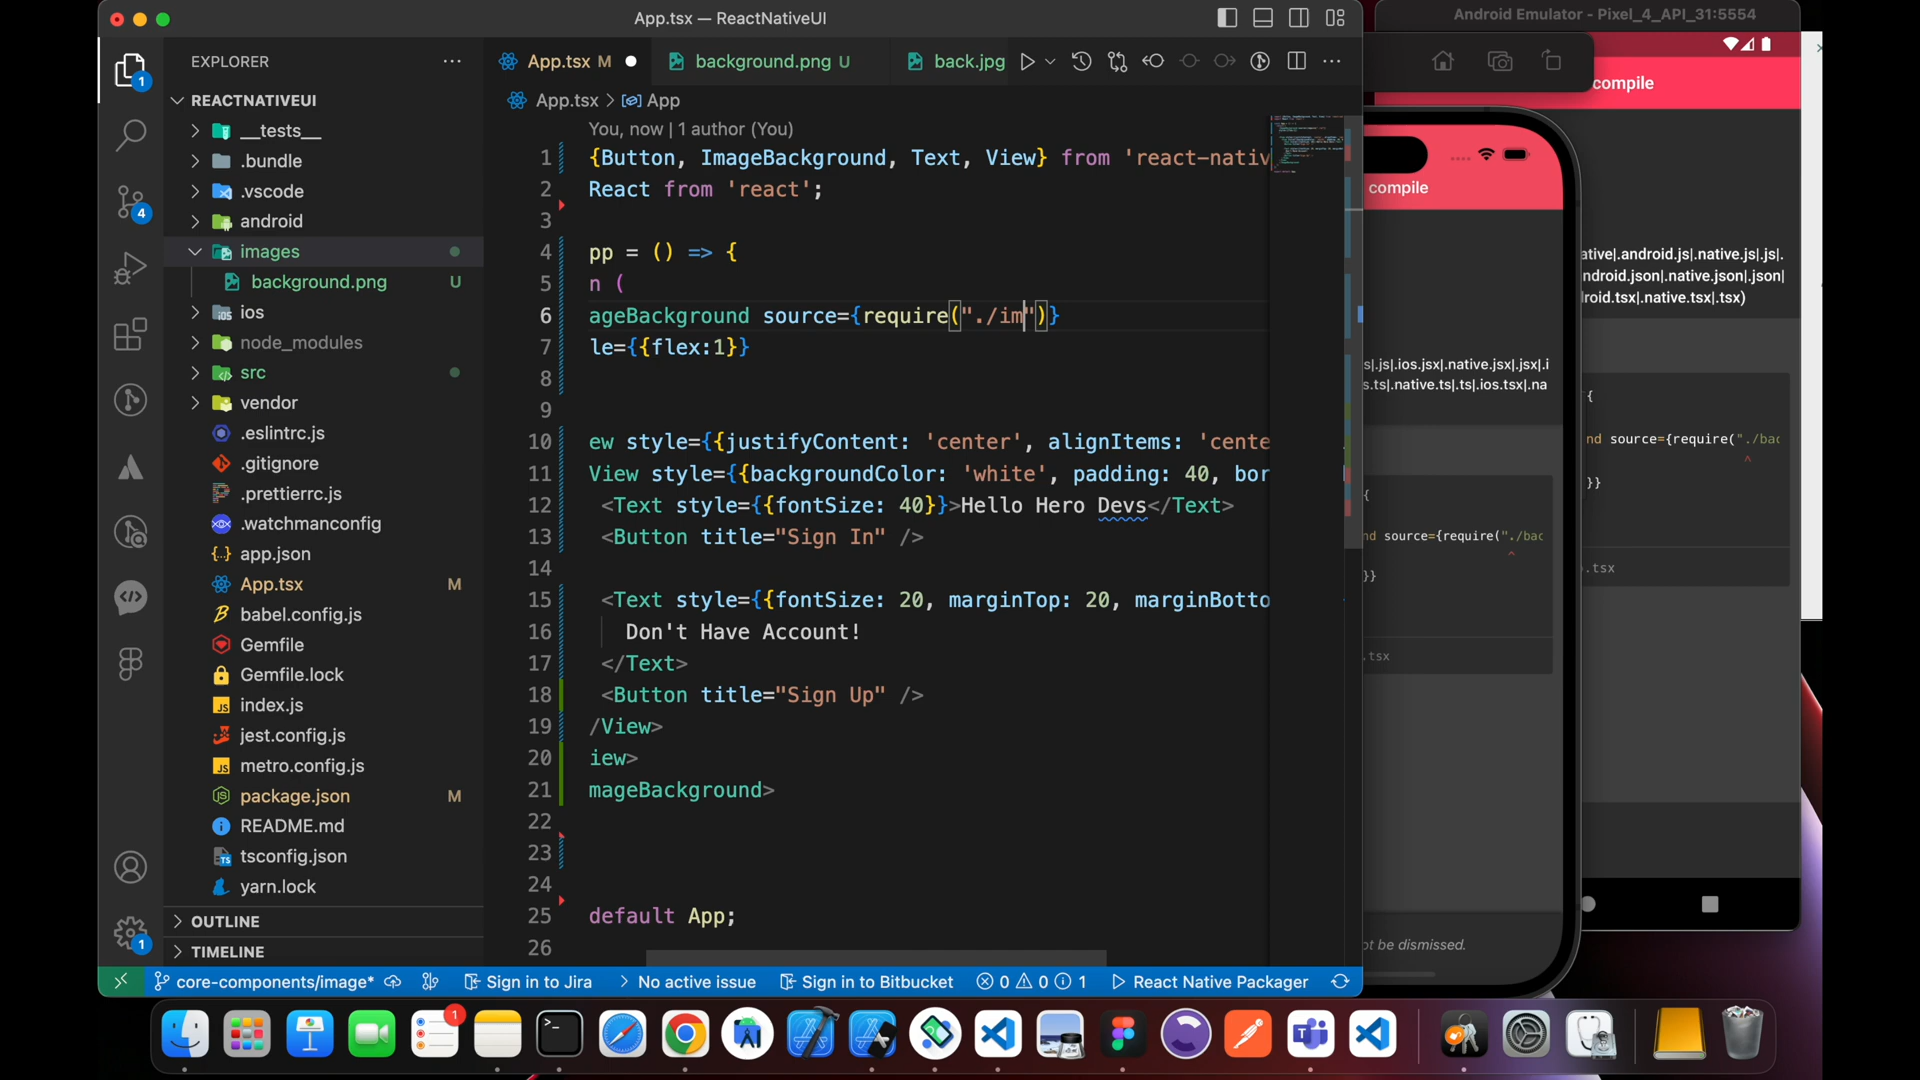 App.tsx — ReactNativeUI
Android Emulator - Pixel_4_API_31:5554
EXPLORER
App.tsx M
background.png U
back.jpg
compile
REACTNATIVEUI
App.tsx > App
__tests__
.bundle
.vscode
android
images
background.png U
ios
node_modules
src
vendor
.eslintrc.js
.gitignore
.prettierrc.js
.watchmanconfig
app.json
App.tsx M
babel.config.js
Gemfile
Gemfile.lock
index.js
jest.config.js
metro.config.js
package.json M
README.md
tsconfig.json
yarn.lock
OUTLINE
TIMELINE
1
4
1
You, now | 1 author (You)
1 {Button, ImageBackground, Text, View} from 'react-nativ
2 React from 'react';
3
4 pp = () => {
5 n (
6 ageBackground source={require("./im")}
7 le={{flex:1}}
8
9
10 ew style={{justifyContent: 'center', alignItems: 'cente
11 View style={{backgroundColor: 'white', padding: 40, bor
12 <Text style={{fontSize: 40}}>Hello Hero Devs</Text>
13 <Button title="Sign In" />
14
15 <Text style={{fontSize: 20, marginTop: 20, marginBotto
16 Don't Have Account!
17 </Text>
18 <Button title="Sign Up" />
19 /View>
20 iew>
21 mageBackground>
22
23
24
25 default App;
26
compile
s|.js|.ios.jsx|.native.jsx|.jsx|.i
s.ts|.native.ts|.ts|.ios.tsx|.na
{
nd source={require("./bac
^
}}
.tsx
ot be dismissed.
ative|.android.js|.native.js|.js|.
ndroid.json|.native.json|.json|
roid.tsx|.native.tsx|.tsx)
{
nd source={require("./bac
^
}}
.tsx
core-components/image* Sign in to Jira > No active issue Sign in to Bitbucket 0 0 1 React Native Packager
1